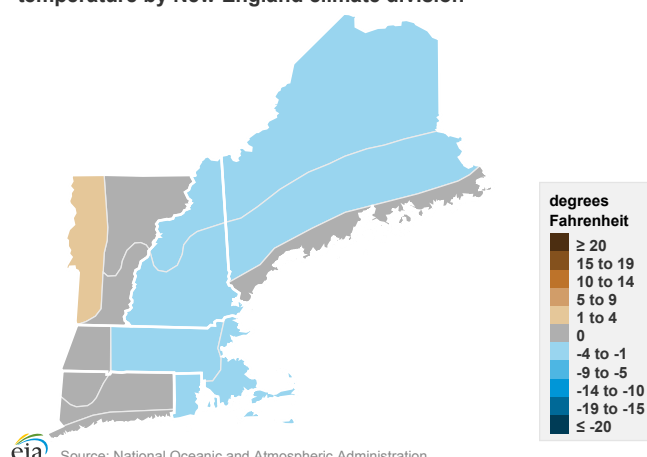 temperature by New England climate division
degrees
Fahrenheit
≥ 20
15 to 19
10 to 14
5 to 9
1 to 4
0
-4 to -1
-9 to -5
-14 to -10
-19 to -15
≤ -20
eia Source: National Oceanic and Atmospheric Administration